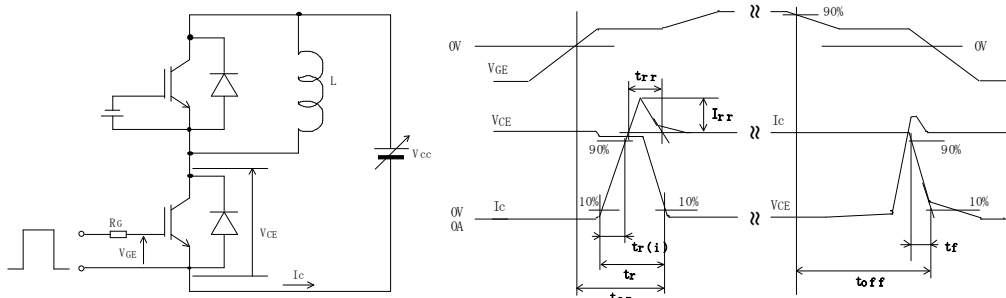 L
Vcc
RG
VGE
VCE
Ic
0V
VGE
90%
0V
trr
Irr
VCE
Ic
90%
90%
10%
10%
10%
Ic
VCE
0V
0A
tr(i)
tr
tf
toff